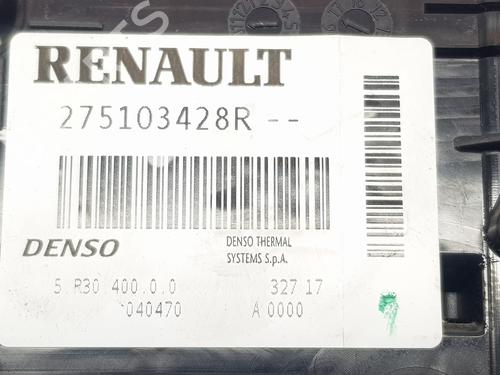 RENAULT
275103428R --
DENSO
DENSO THERMAL
SYSTEMS S.p.A.
5 R30 400.0.0 327 17
040470 A 0000